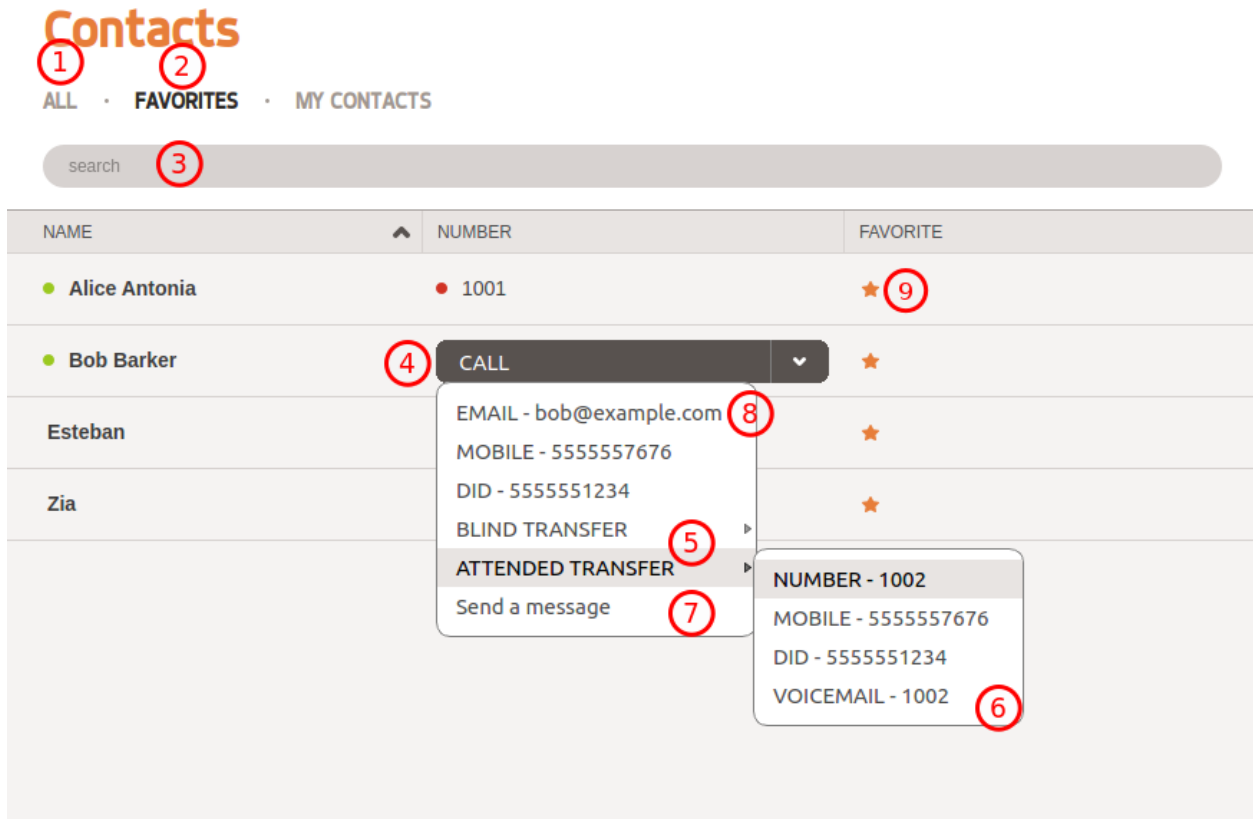 Contacts
1 2
ALL · FAVORITES · MY CONTACTS
search 3
NAME NUMBER FAVORITE
Alice Antonia 1001 9
Bob Barker 4 CALL
EMAIL - bob@example.com 8
Esteban
MOBILE - 5555557676
DID - 5555551234
Zia
BLIND TRANSFER 5
ATTENDED TRANSFER
Send a message 7
NUMBER - 1002
MOBILE - 5555557676
DID - 5555551234
VOICEMAIL - 1002 6